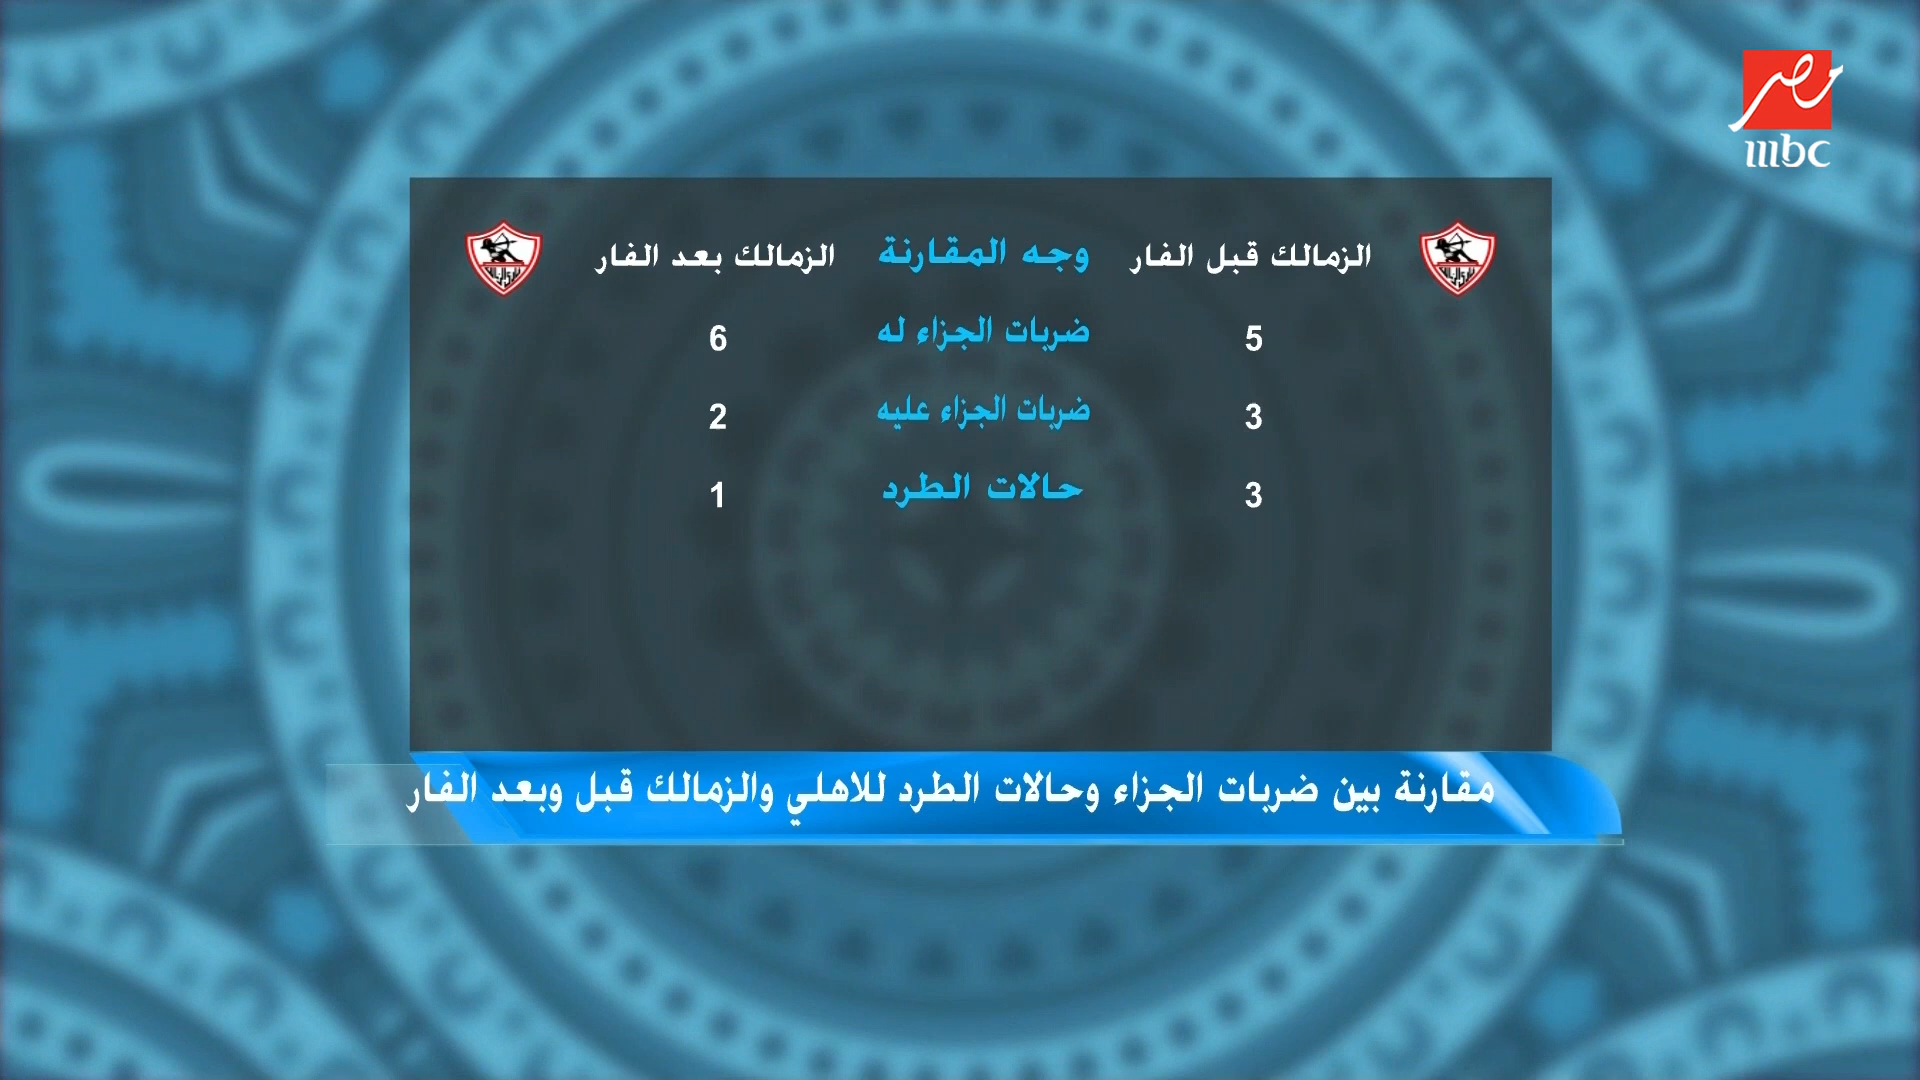 مصر
mbc
الزمالك قبل الفار وجه المقارنة الزمالك بعد الفار
5 ضربات الجزاء له 6
3 ضربات الجزاء عليه 2
3 حالات الطرد 1
مقارنة بين ضربات الجزاء وحالات الطرد للاهلي والزمالك قبل وبعد الفار